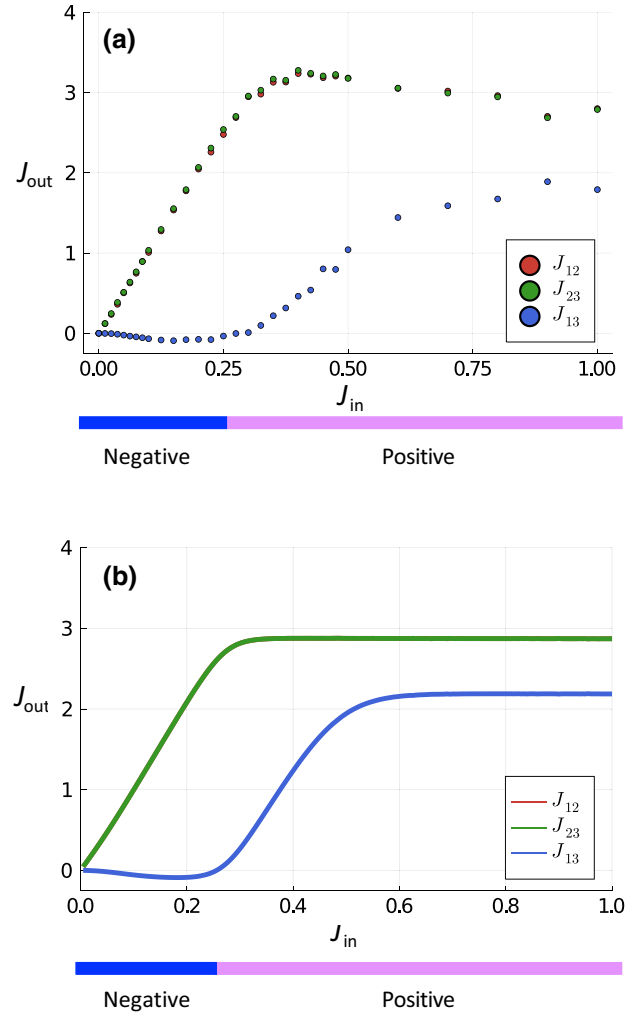 (a)
4
3
2
1
0
J_out
0.00 0.25 0.50 0.75 1.00
J_in
J_12
J_23
J_13
Negative Positive
(b)
4
3
2
1
0
J_out
0.0 0.2 0.4 0.6 0.8 1.0
J_in
J_12
J_23
J_13
Negative Positive